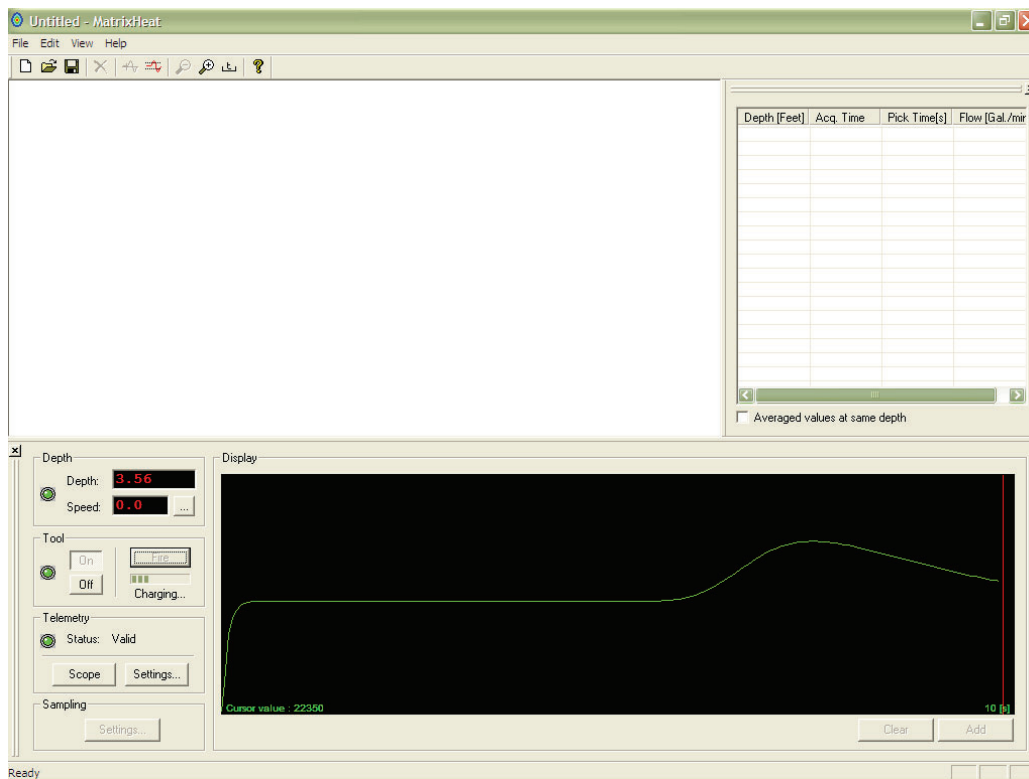 Untitled - MatrixHeat
File Edit View Help
Depth [Feet] Acq. Time Pick Time[s] Flow [Gal./min
Averaged values at same depth
Depth
Depth: 3.56
Speed: 0.0 ...
Tool
On Fire
Off Charging...
Telemetry
Status: Valid
Scope Settings...
Sampling
Settings...
Display
Cursor value : 22350 10 [s]
Clear Add
Ready